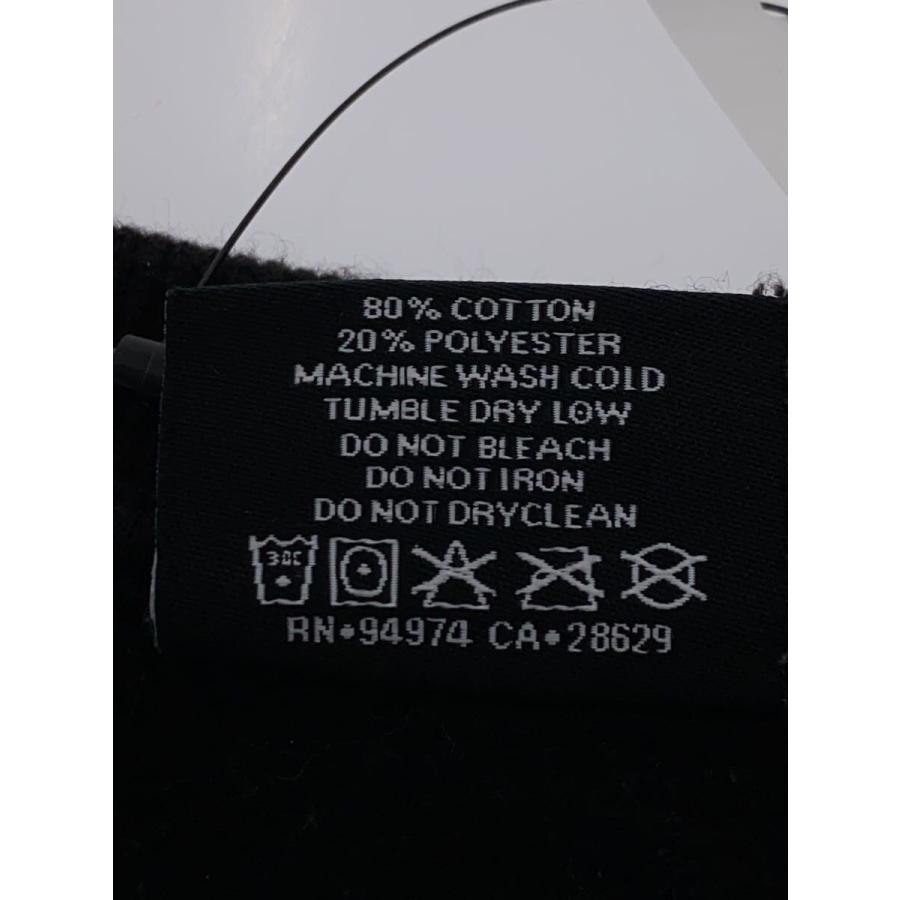 80% COTTON
20% POLYESTER
MACHINE WASH COLD
TUMBLE DRY LOW
DO NOT BLEACH
DO NOT IRON
DO NOT DRYCLEAN
30C
RN•94974 CA•28629